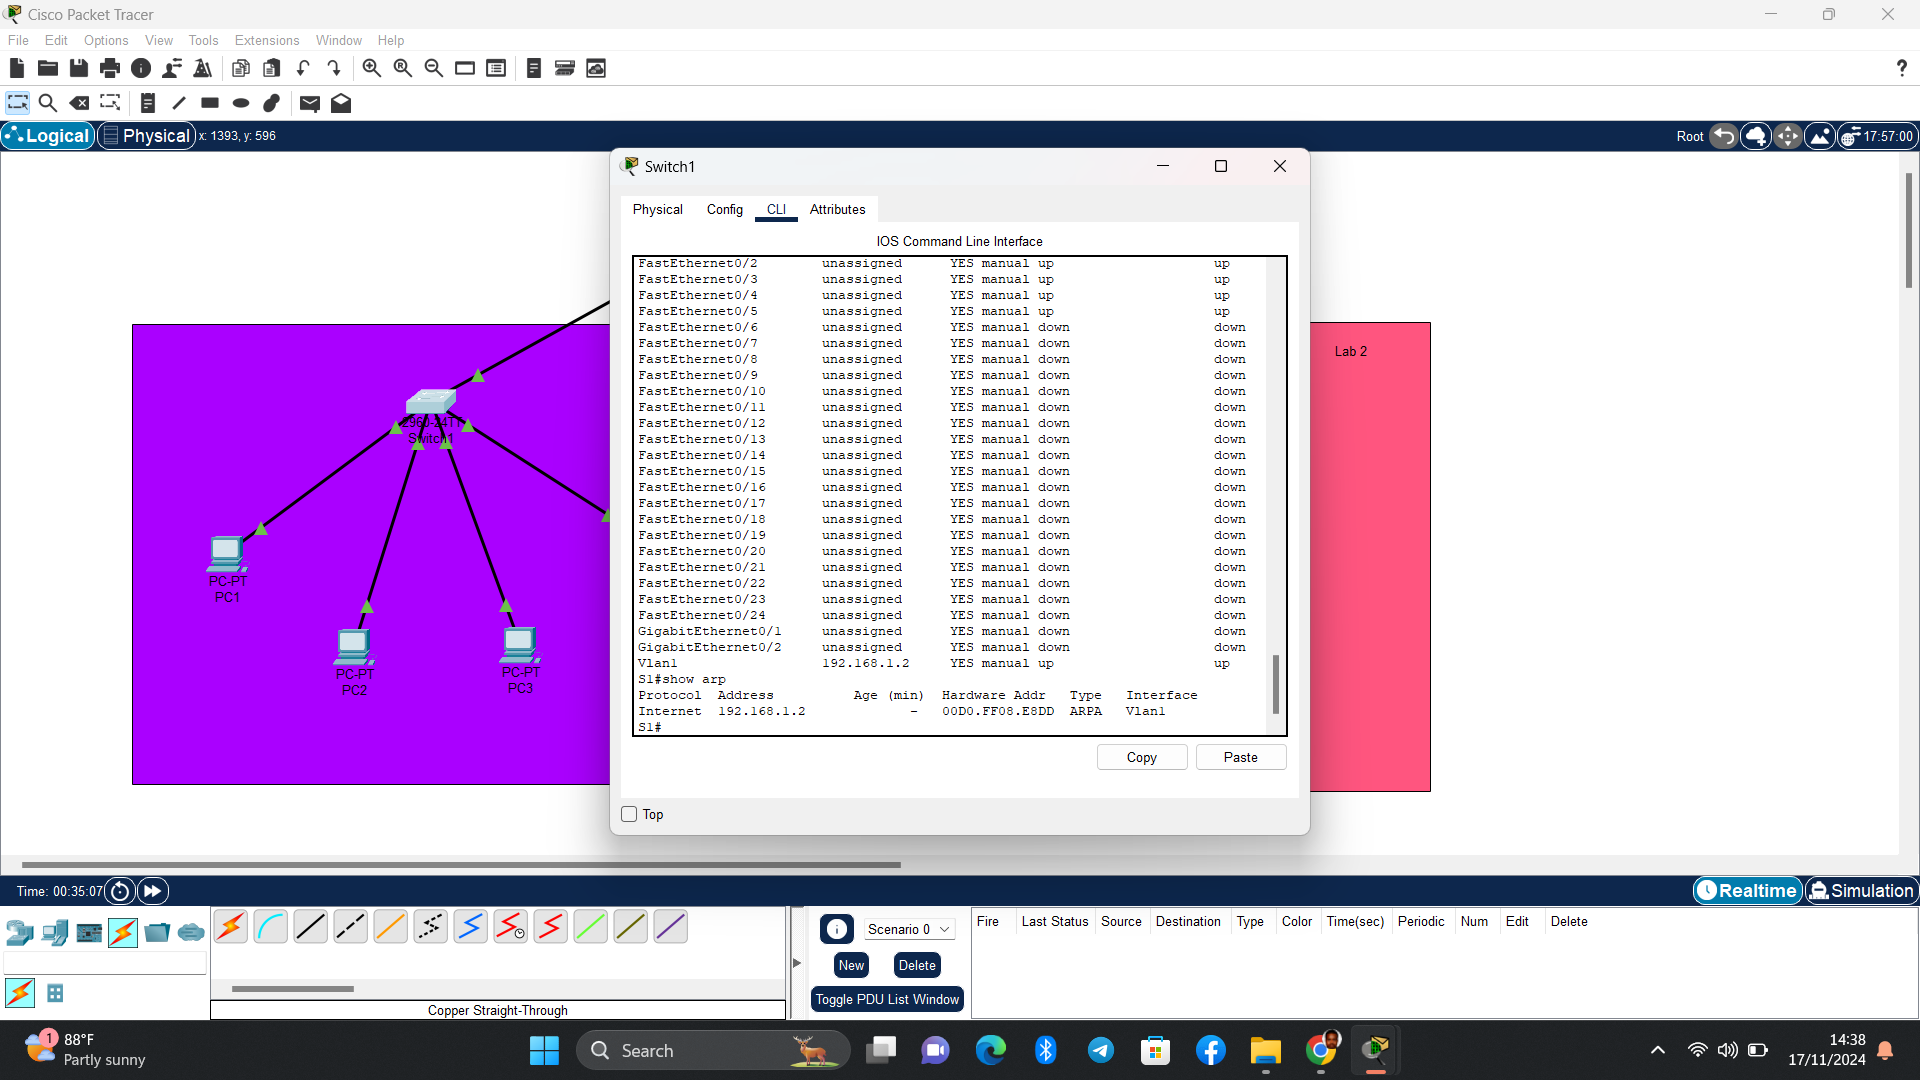 Cisco Packet Tracer
File Edit Options View Tools Extensions Window Help
?
Logical Physical x: 1393, y: 596 Root 17:57:00
Switch1
Physical Config CLI Attributes
IOS Command Line Interface
FastEthernet0/2 unassigned YES manual up up
FastEthernet0/3 unassigned YES manual up up
FastEthernet0/4 unassigned YES manual up up
FastEthernet0/5 unassigned YES manual up up
FastEthernet0/6 unassigned YES manual down down
FastEthernet0/7 unassigned YES manual down down
FastEthernet0/8 unassigned YES manual down down
FastEthernet0/9 unassigned YES manual down down
FastEthernet0/10 unassigned YES manual down down
FastEthernet0/11 unassigned YES manual down down
FastEthernet0/12 unassigned YES manual down down
FastEthernet0/13 unassigned YES manual down down
FastEthernet0/14 unassigned YES manual down down
FastEthernet0/15 unassigned YES manual down down
FastEthernet0/16 unassigned YES manual down down
FastEthernet0/17 unassigned YES manual down down
FastEthernet0/18 unassigned YES manual down down
FastEthernet0/19 unassigned YES manual down down
FastEthernet0/20 unassigned YES manual down down
FastEthernet0/21 unassigned YES manual down down
FastEthernet0/22 unassigned YES manual down down
FastEthernet0/23 unassigned YES manual down down
FastEthernet0/24 unassigned YES manual down down
GigabitEthernet0/1 unassigned YES manual down down
GigabitEthernet0/2 unassigned YES manual down down
Vlan1 192.168.1.2 YES manual up up
S1#show arp
Protocol Address Age (min) Hardware Addr Type Interface
Internet 192.168.1.2 - 00D0.FF08.E8DD ARPA Vlan1
S1#
Copy Paste
Top
2960-24TT
Switch1
PC-PT
PC1
PC-PT
PC2
PC-PT
PC3
Lab 2
Time: 00:35:07 Realtime Simulation
Copper Straight-Through
Scenario 0
New Delete
Toggle PDU List Window
Fire Last Status Source Destination Type Color Time(sec) Periodic Num Edit Delete
1
88°F
Partly sunny
Search
14:38
17/11/2024